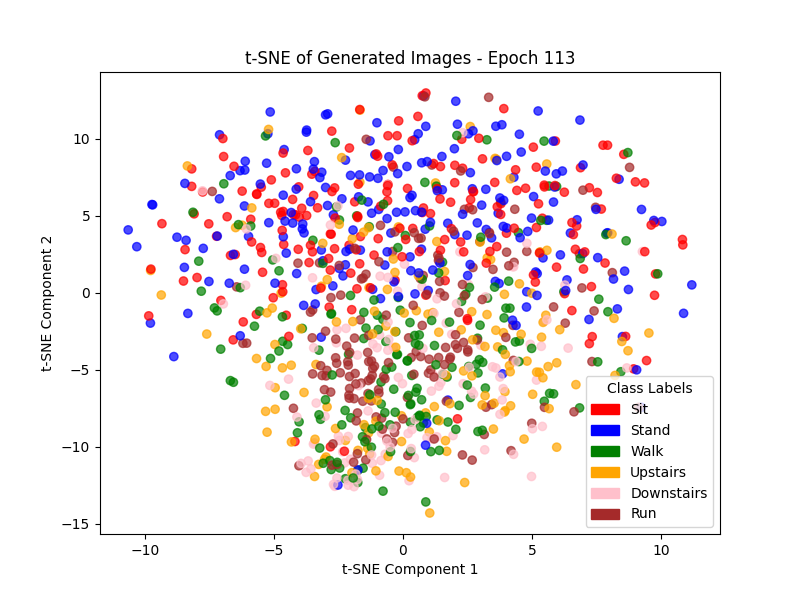 t-SNE of Generated Images - Epoch 113
t-SNE Component 2
10
5
0
−5
−10
−15
−10
−5
0
5
10
t-SNE Component 1
Class Labels
Sit
Stand
Walk
Upstairs
Downstairs
Run